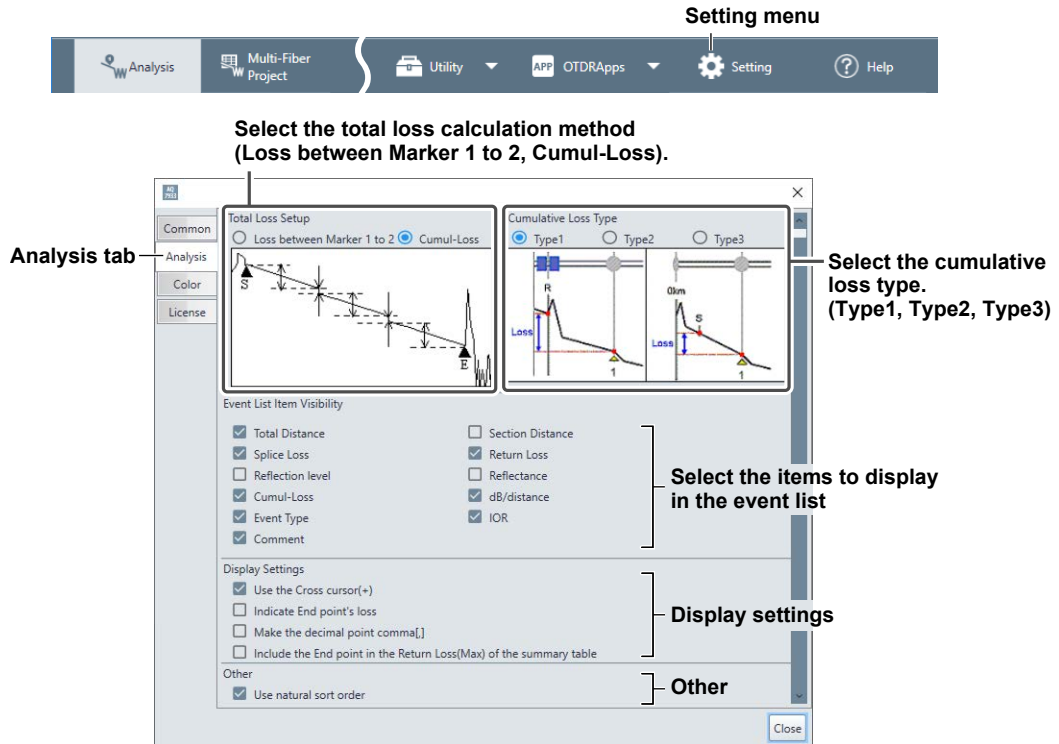 Setting menu
Analysis
Multi-Fiber
Project
Utility
APP
OTDRApps
Setting
? Help
Select the total loss calculation method
(Loss between Marker 1 to 2, Cumul-Loss).
AQ
7933
×
Common
Analysis
Color
License
Analysis tab
Total Loss Setup
Loss between Marker 1 to 2
Cumul-Loss
S
E
Cumulative Loss Type
Type1
Type2
Type3
R
Loss
1
0km
S
Loss
1
Select the cumulative
loss type.
(Type1, Type2, Type3)
Event List Item Visibility
Total Distance
Section Distance
Splice Loss
Return Loss
Reflection level
Reflectance
Cumul-Loss
dB/distance
Event Type
IOR
Comment
Select the items to display
in the event list
Display Settings
Use the Cross cursor(+)
Indicate End point's loss
Make the decimal point comma[,]
Include the End point in the Return Loss(Max) of the summary table
Display settings
Other
Use natural sort order
Other
Close